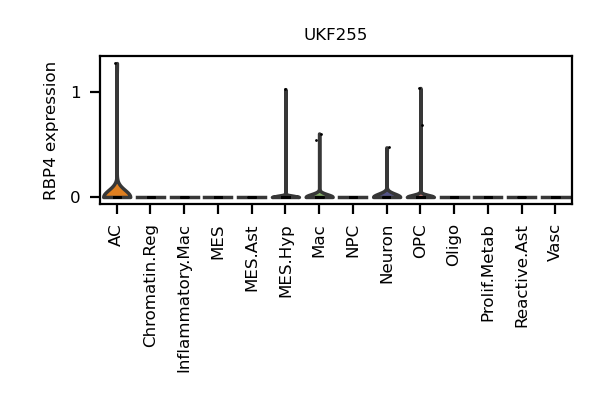 UKF255
RBP4 expression
1
0
AC
Chromatin.Reg
Inflammatory.Mac
MES
MES.Ast
MES.Hyp
Mac
NPC
Neuron
OPC
Oligo
Prolif.Metab
Reactive.Ast
Vasc